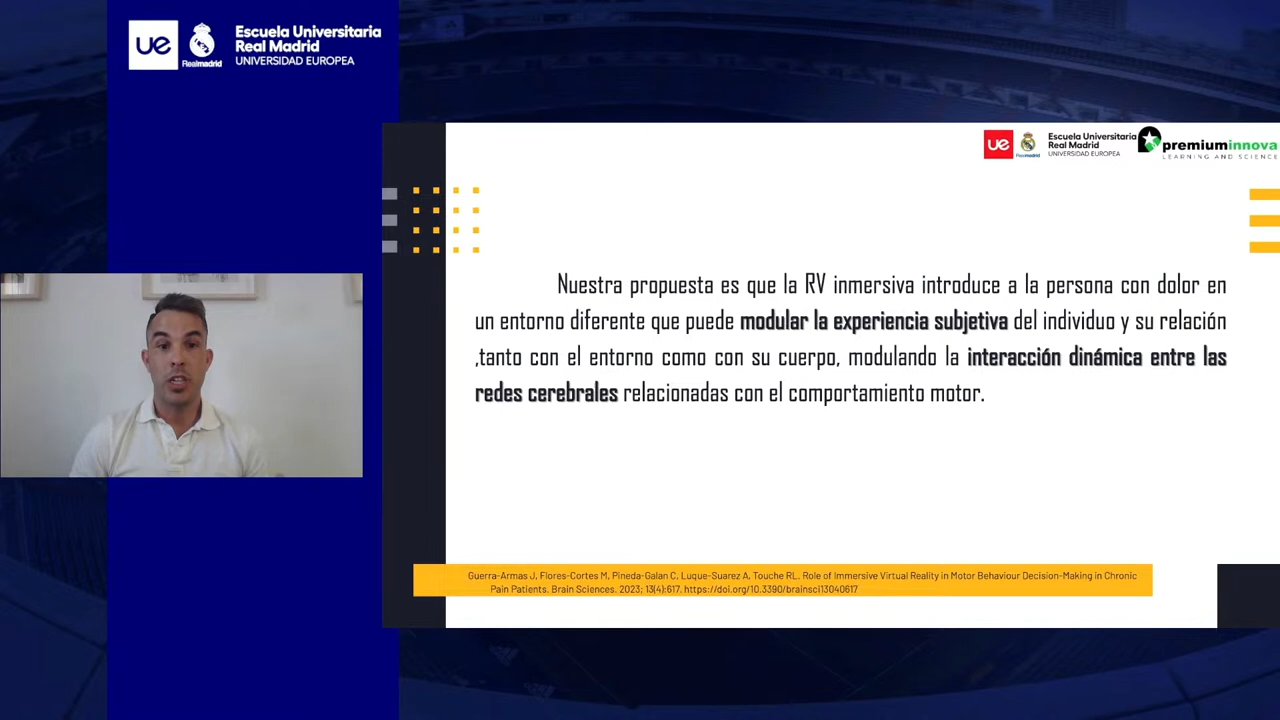 ue
Realmadrid
Escuela Universitaria
Real Madrid
UNIVERSIDAD EUROPEA
ue
Realmadrid
Escuela Universitaria
Real Madrid
UNIVERSIDAD EUROPEA
premiuminnova
LEARNING AND SCIENCE
Nuestra propuesta es que la RV inmersiva introduce a la persona con dolor en
un entorno diferente que puede modular la experiencia subjetiva del individuo y su relación
,tanto con el entorno como con su cuerpo, modulando la interacción dinámica entre las
redes cerebrales relacionadas con el comportamiento motor.
Guerra-Armas J, Flores-Cortes M, Pineda-Galan C, Luque-Suarez A, Touche RL. Role of Immersive Virtual Reality in Motor Behaviour Decision-Making in Chronic
Pain Patients. Brain Sciences. 2023; 13(4):617. https://doi.org/10.3390/brainsci13040617